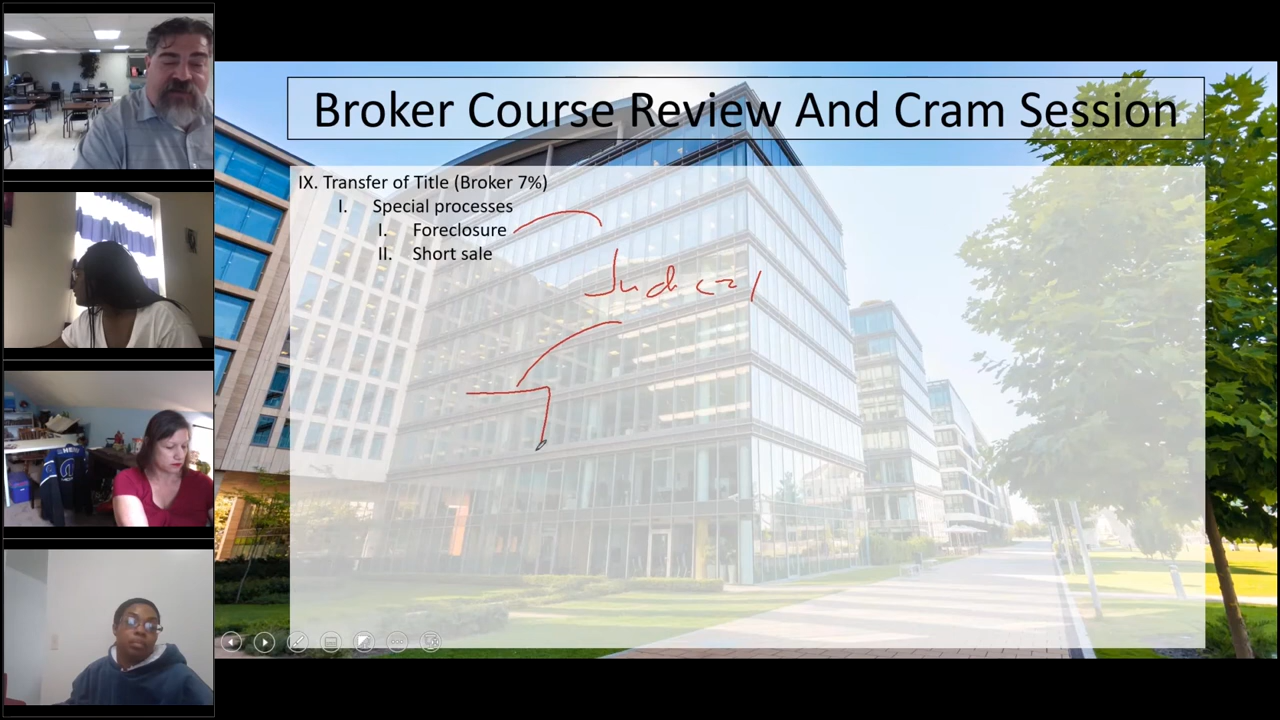 Broker Course Review And Cram Session
IX. Transfer of Title (Broker 7%)
I. Special processes
I. Foreclosure
II. Short sale
Judicial